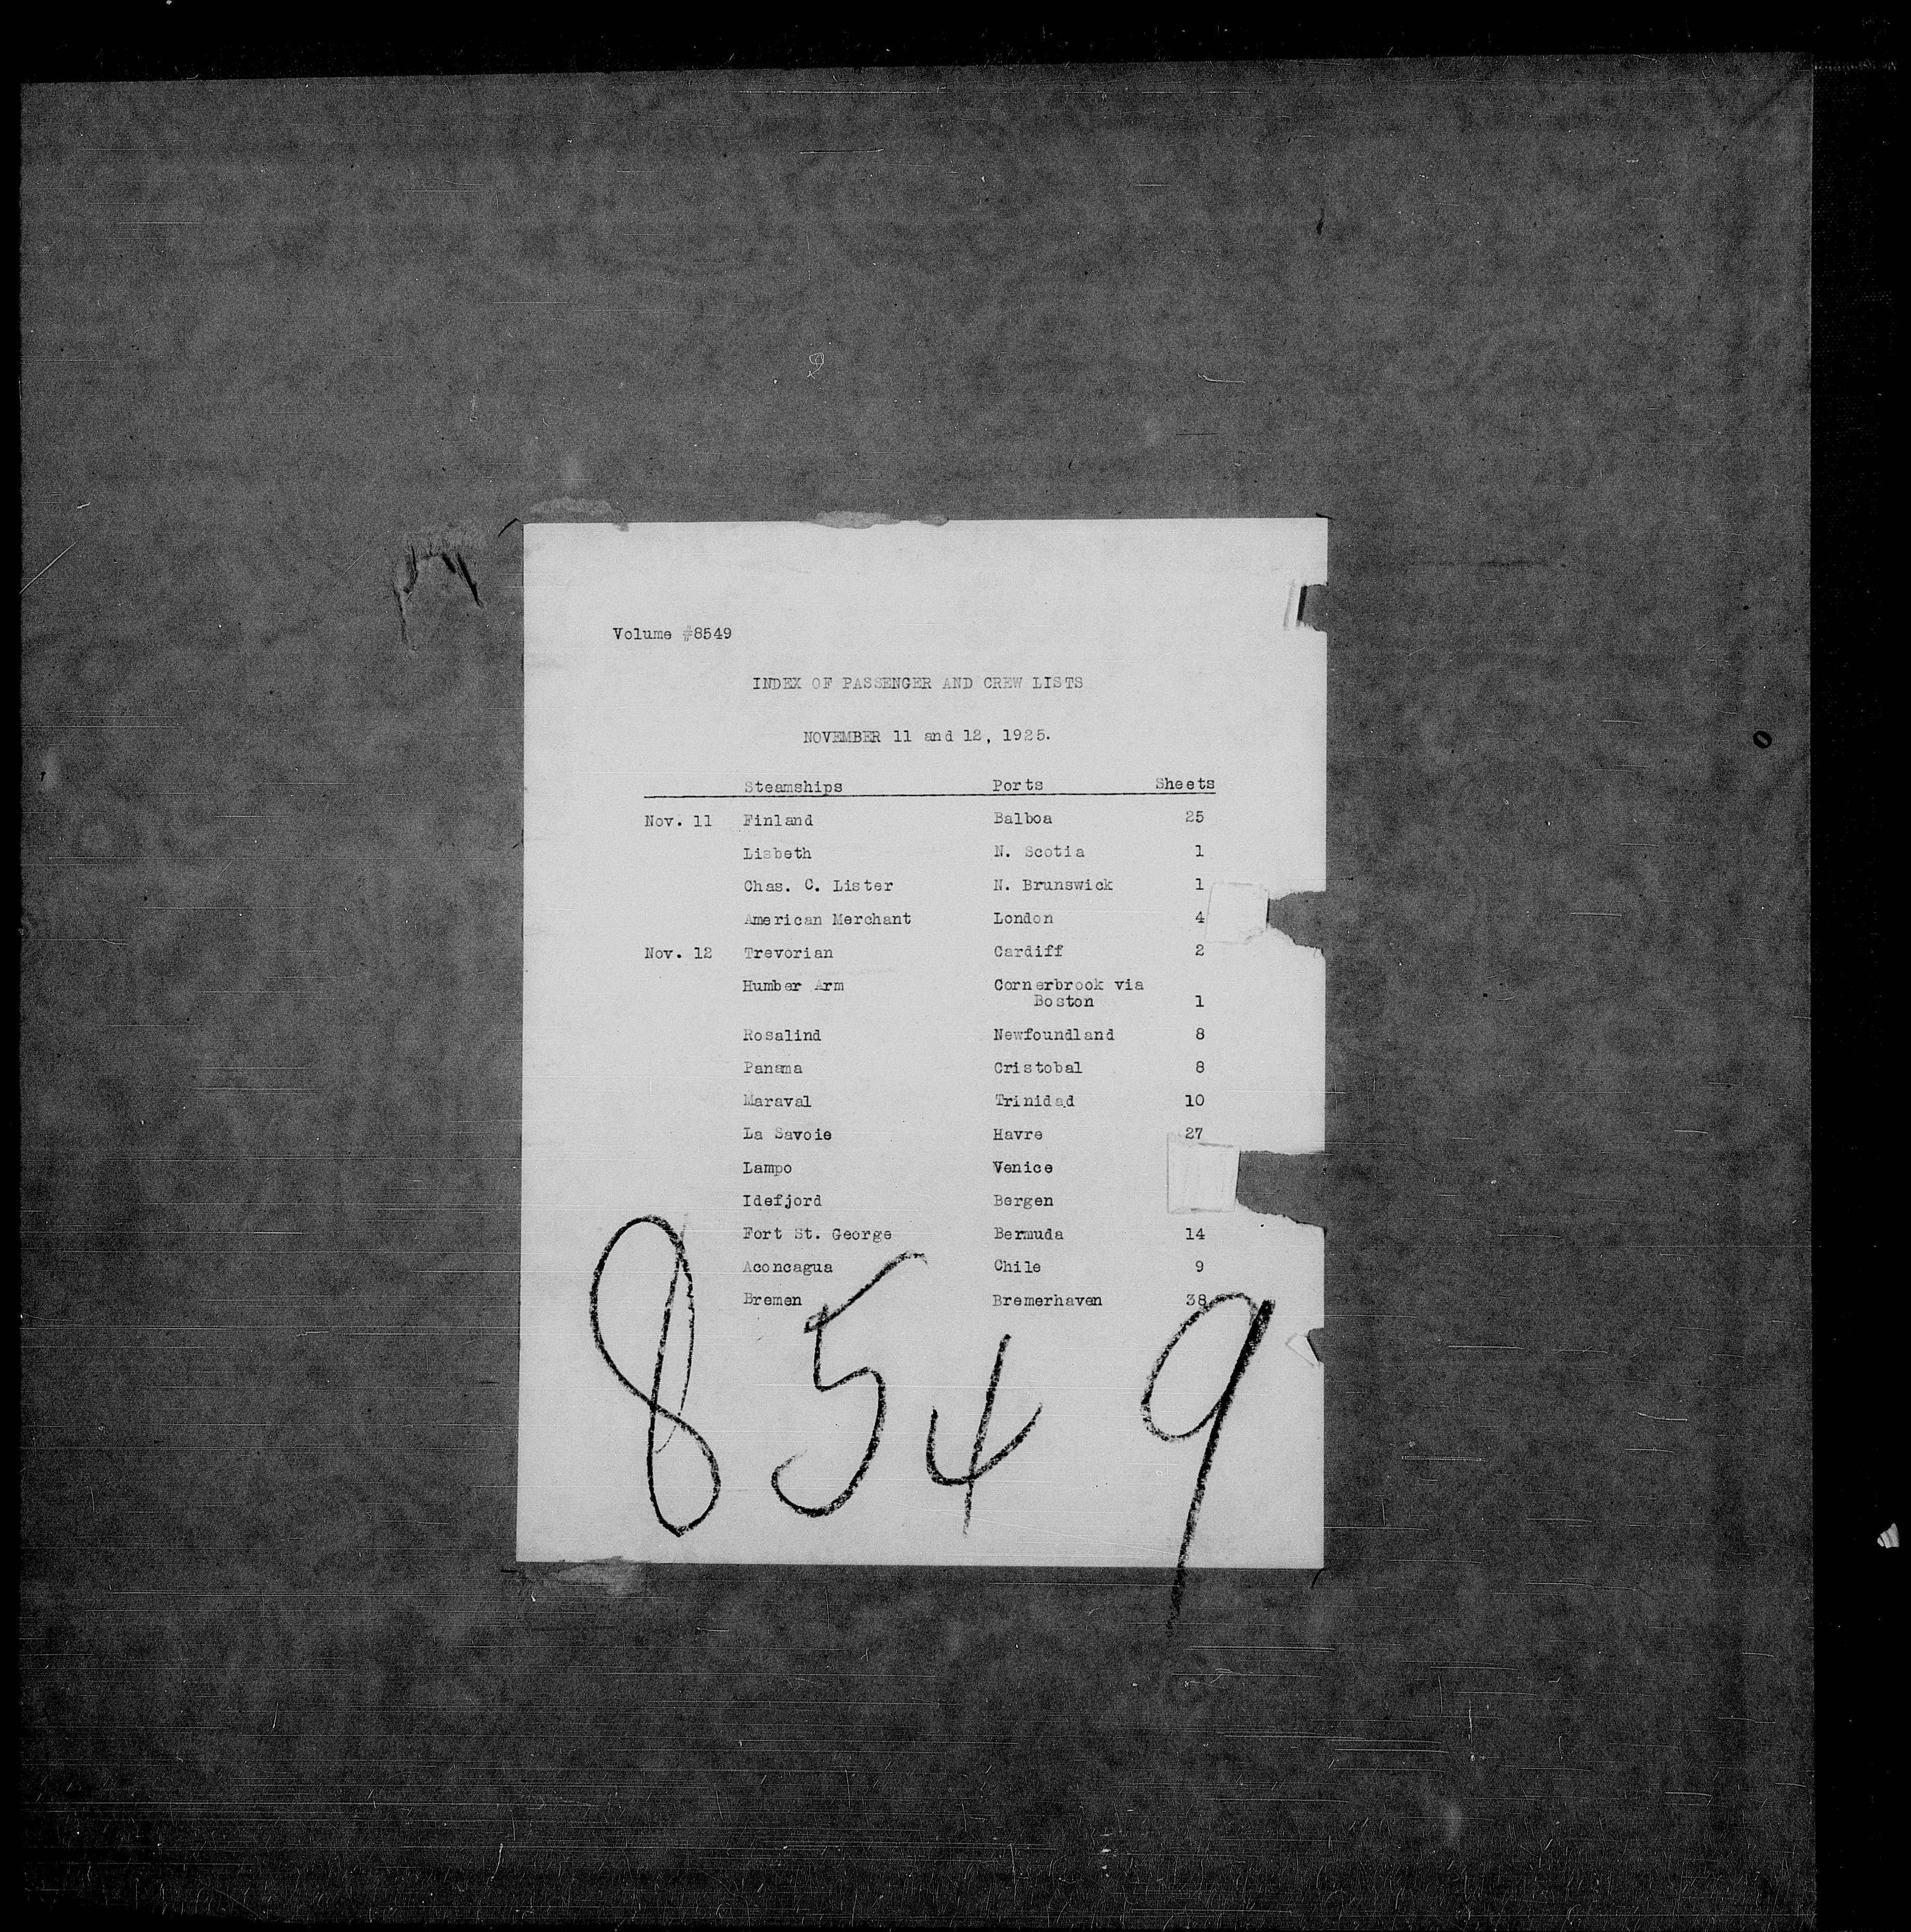 Volume #8549
INDEX OF PASSENGER AND CREW LISTS
NOVEMBER 11 and 12, 1925.
Steamships Ports Sheets
Nov. 11 Finland Balboa 25
Lisbeth N. Scotia 1
Chas. C. Lister N. Brunswick 1
American Merchant London 4
Nov. 12 Trevorian Cardiff 2
Humber Arm Cornerbrook via
Boston 1
Rosalind Newfoundland 8
Panama Cristobal 8
Maraval Trinidad 10
La Savoie Havre 27
Lampo Venice
Idefjord Bergen
Fort St. George Bermuda 14
Aconcagua Chile 9
Bremen Bremerhaven 38
8549